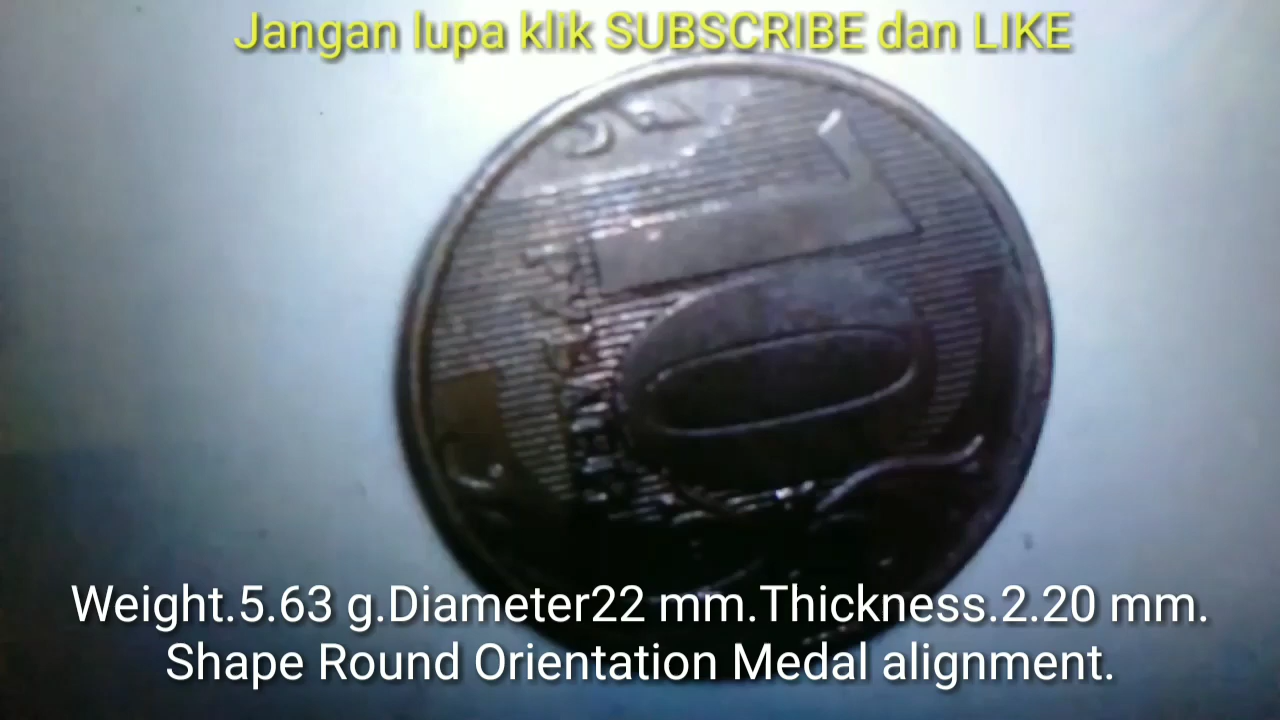 Jangan lupa klik SUBSCRIBE dan LIKE
10
Weight.5.63 g.Diameter22 mm.Thickness.2.20 mm.
Shape Round Orientation Medal alignment.